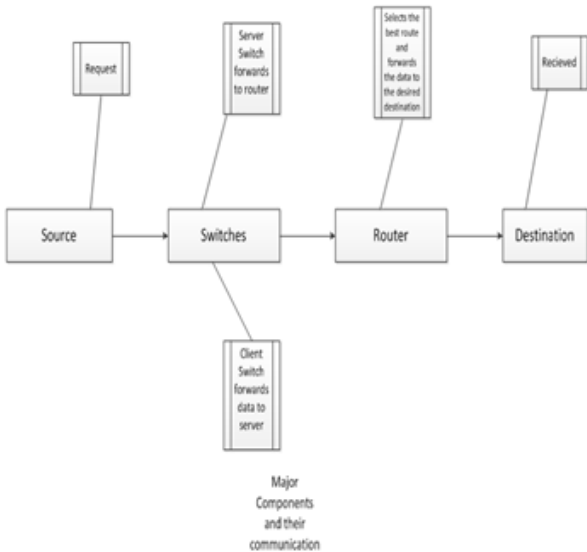 Request
Server
Switch
forwards
to router
Selects the
best route
and
forwards
the data to
the desired
destination
Recieved
Source
Switches
Router
Destination
Client
Switch
forwards
data to
server
Major
Components
and their
communication